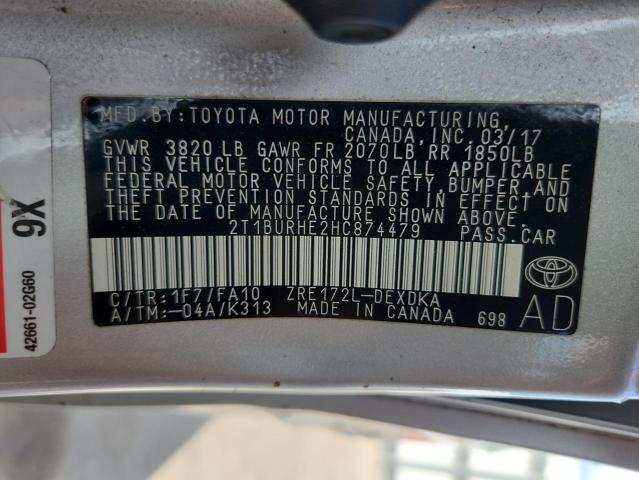 MFD.BY:TOYOTA MOTOR MANUFACTURING,
CANADA, INC. 03/17
GVWR 3820 LB GAWR FR 2070LB RR 1850LB
THIS VEHICLE CONFORMS TO ALL APPLICABLE
FEDERAL MOTOR VEHICLE SAFETY, BUMPER, AND
THEFT PREVENTION STANDARDS IN EFFECT ON
THE DATE OF MANUFACTURE SHOWN ABOVE.
2T1BURHE2HC874479 PASS.CAR
C/TR:1F7/FA10 ZRE172L-DEXDKA
A/TM:-04A/K313 MADE IN CANADA 698
AD
9X
42661-02G60